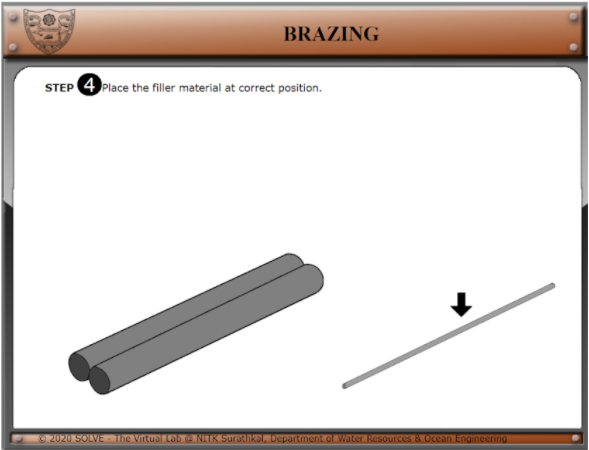 BRAZING
STEP 4 Place the filler material at correct position.
© 2020 SOLVE - The Virtual Lab @ NITK Surathkal, Department of Water Resources & Ocean Engineering